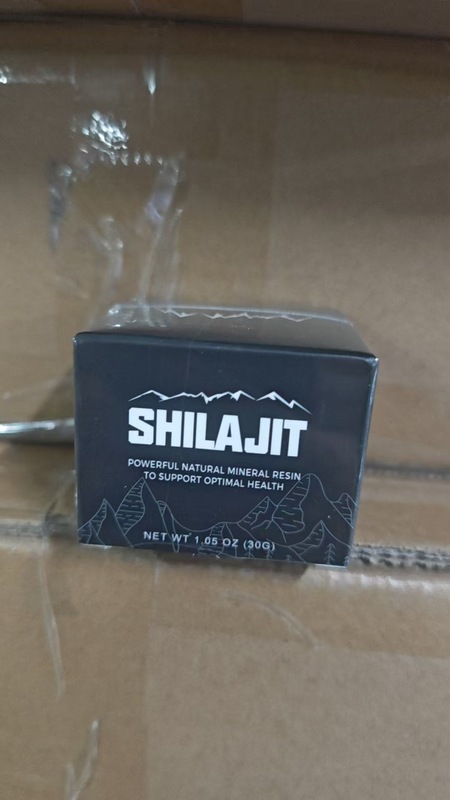 SHILAJIT
POWERFUL NATURAL MINERAL RESIN
TO SUPPORT OPTIMAL HEALTH
NET WT 1.05 OZ (30G)